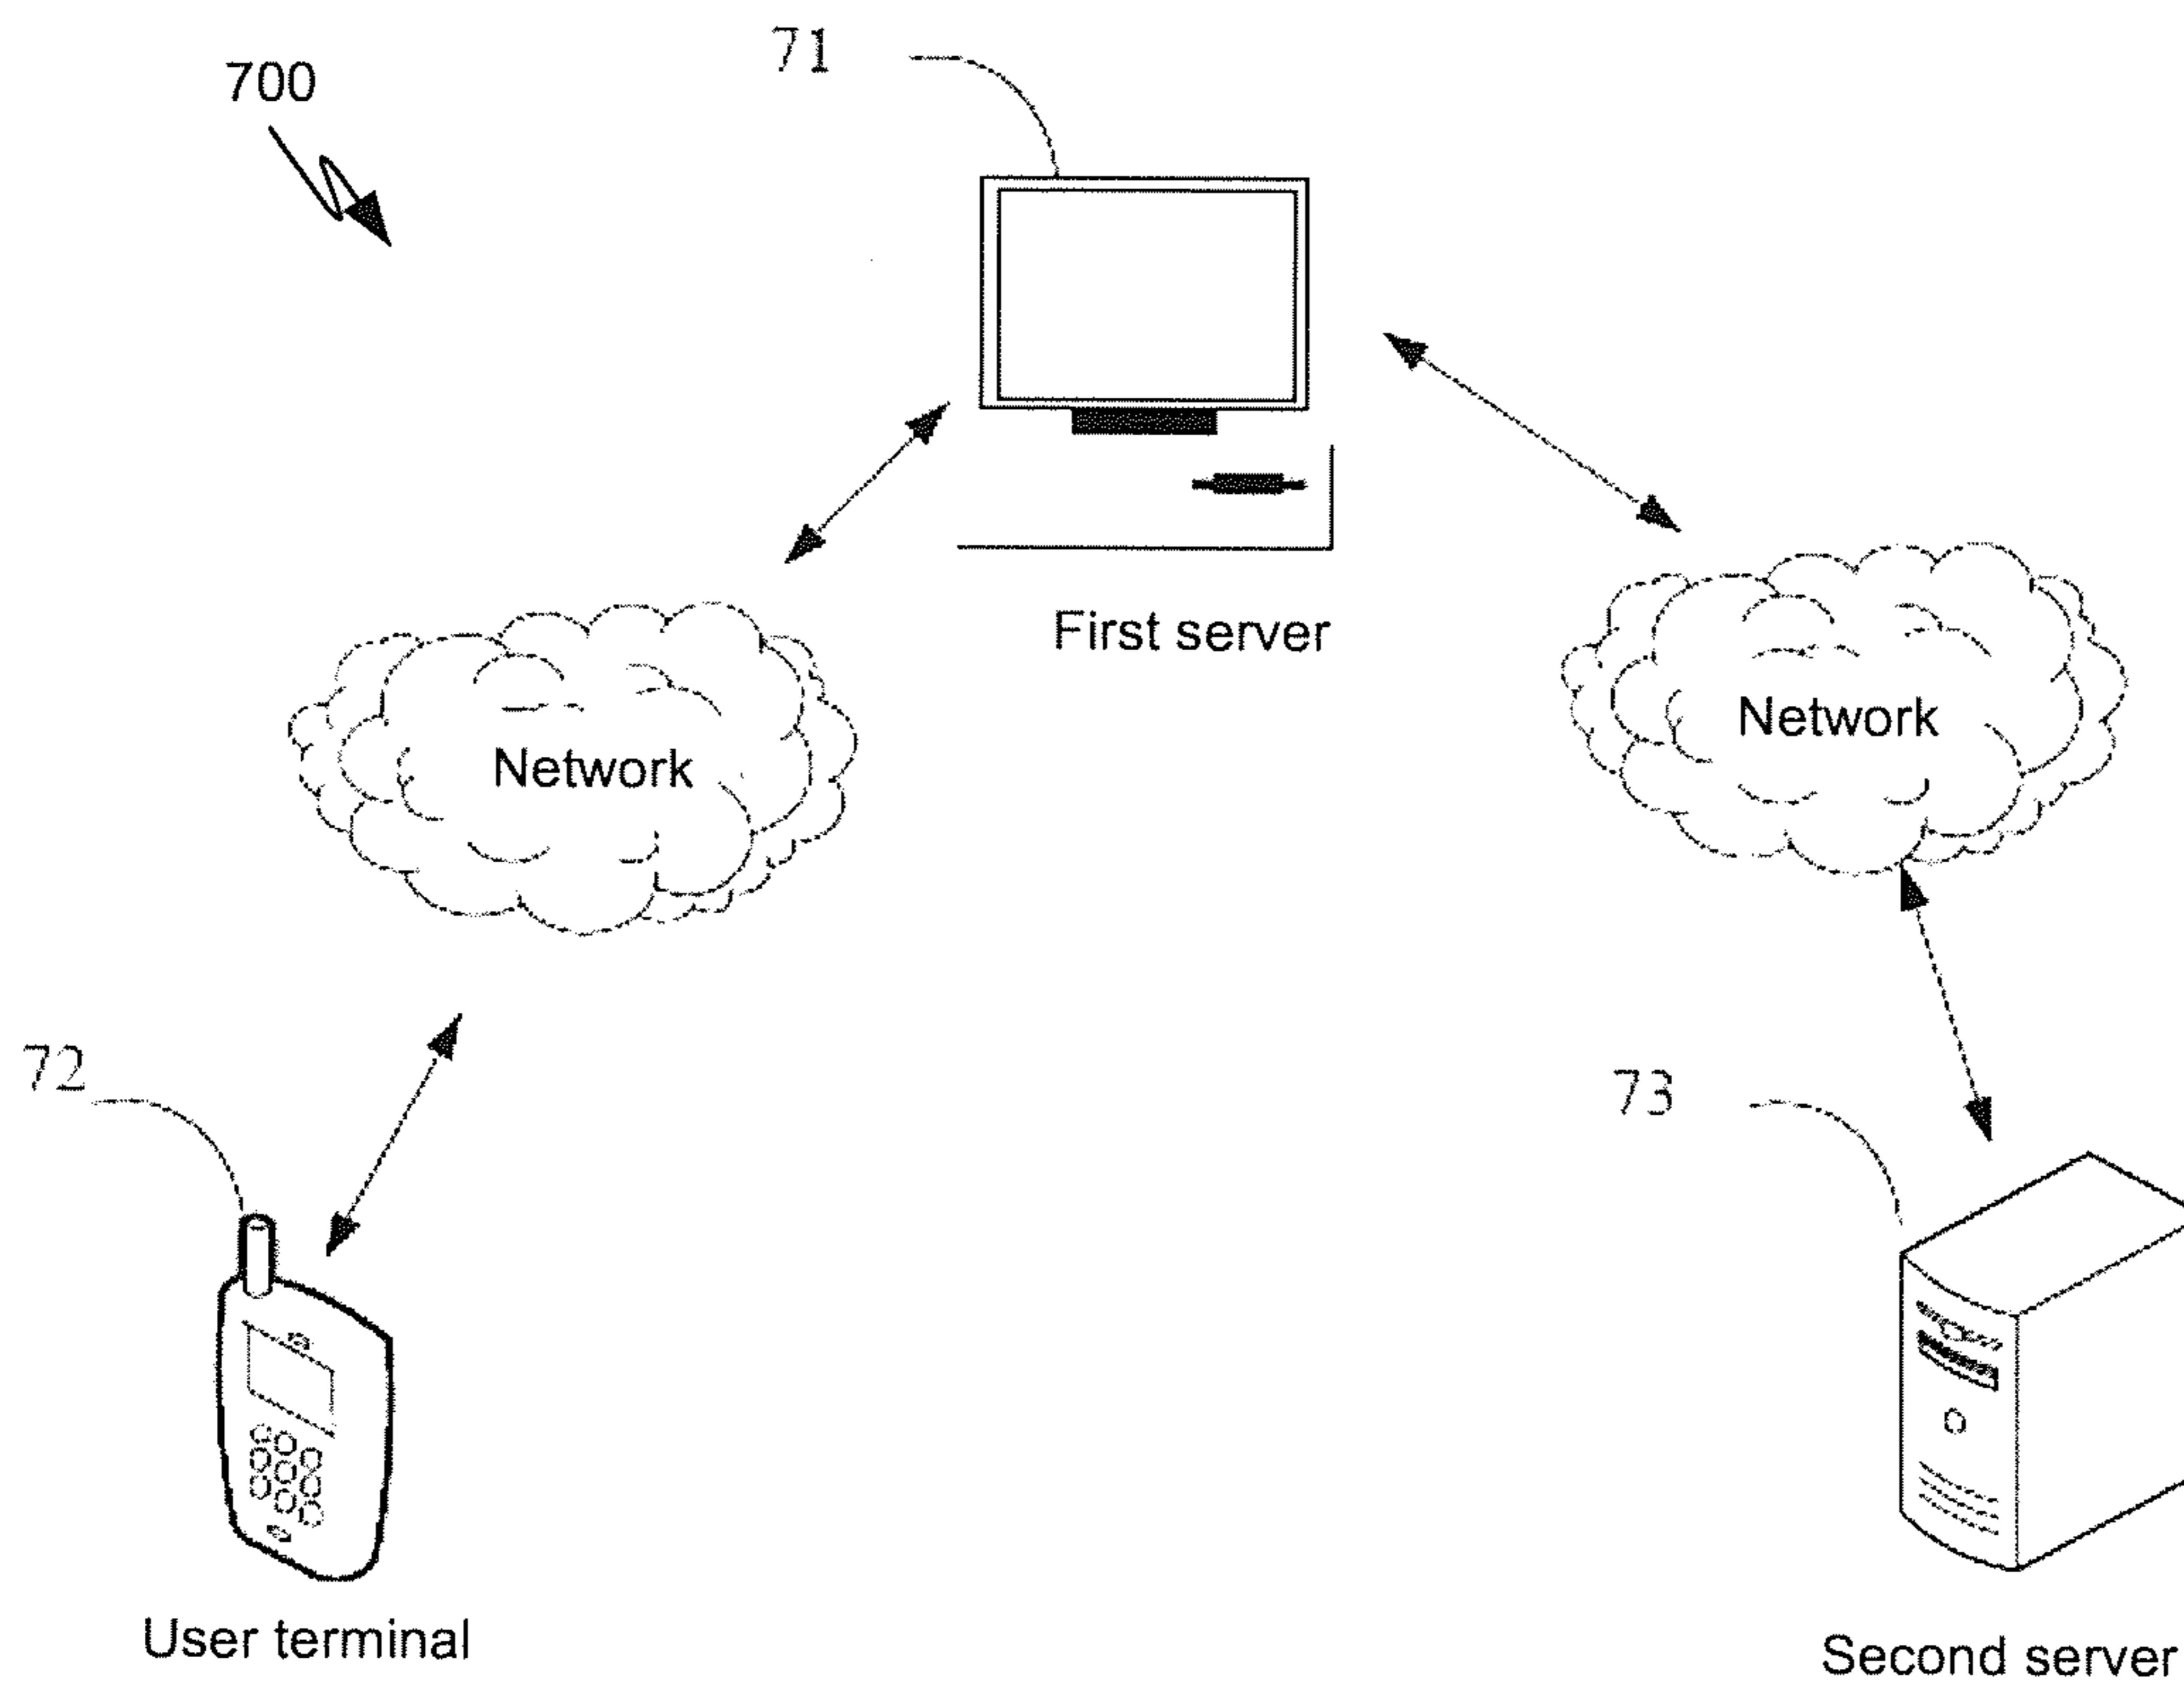 71
700
First server
Network
Network
72
73
User terminal
Second server